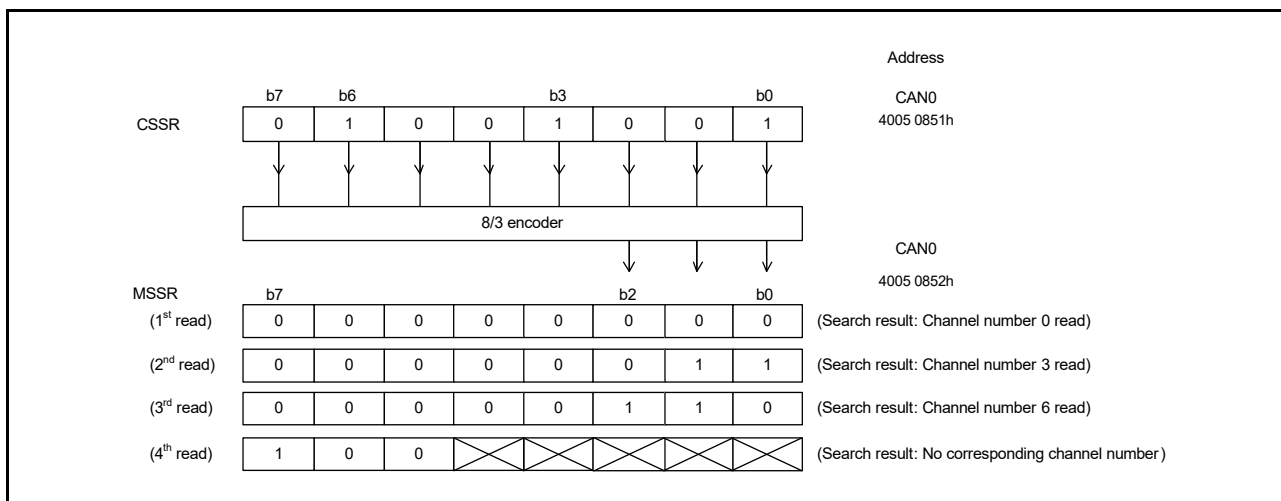 Address
b7 b6 b3 b0 CAN0
CSSR 0 1 0 0 1 0 0 1 4005 0851h
8/3 encoder
CAN0
4005 0852h
MSSR b7 b2 b0
(1st read) 0 0 0 0 0 0 0 0 (Search result: Channel number 0 read)
(2nd read) 0 0 0 0 0 0 1 1 (Search result: Channel number 3 read)
(3rd read) 0 0 0 0 0 1 1 0 (Search result: Channel number 6 read)
(4th read) 1 0 0 (Search result: No corresponding channel number)